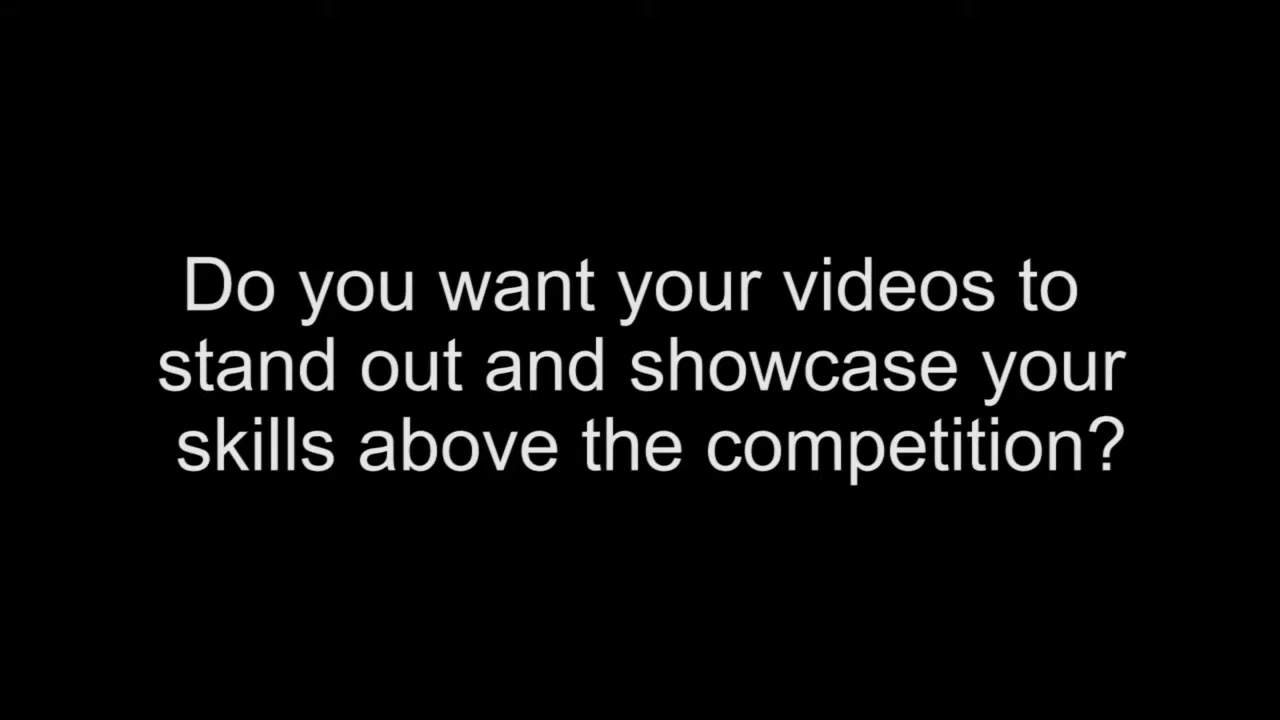 Do you want your videos to
stand out and showcase your
skills above the competition?